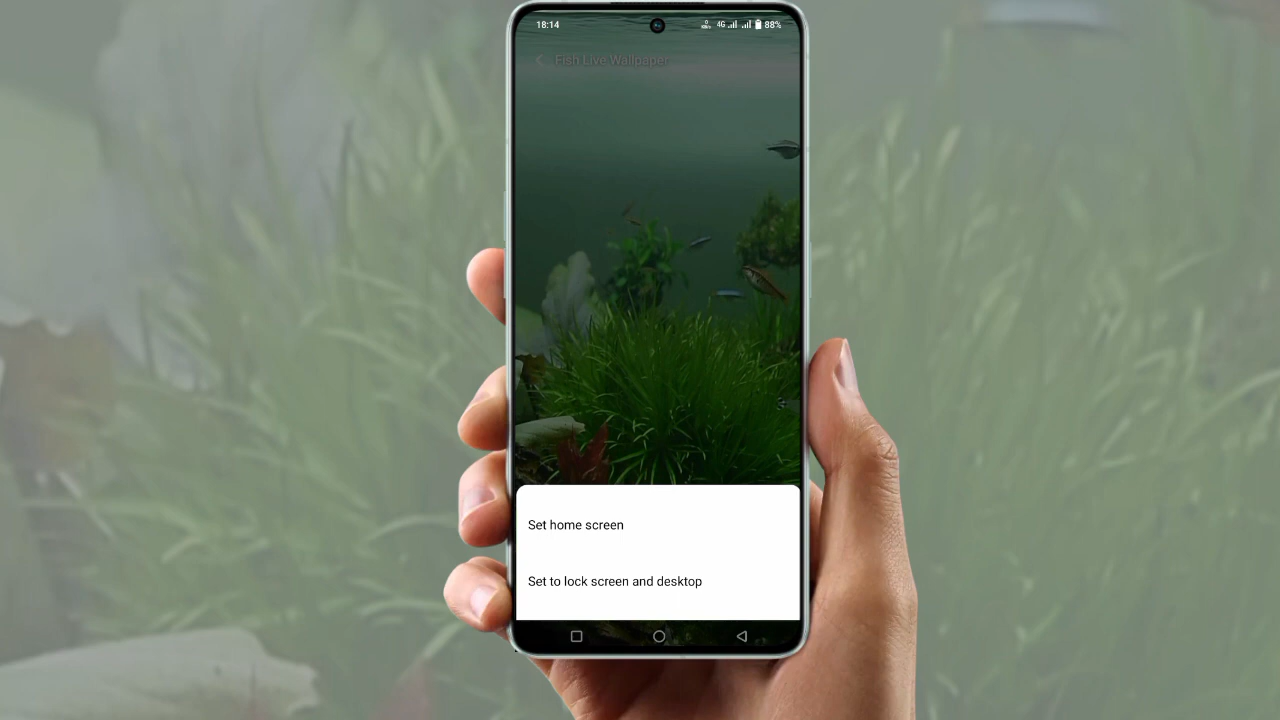 18:14
4G
88%
Fish Live Wallpaper
Set home screen
Set to lock screen and desktop